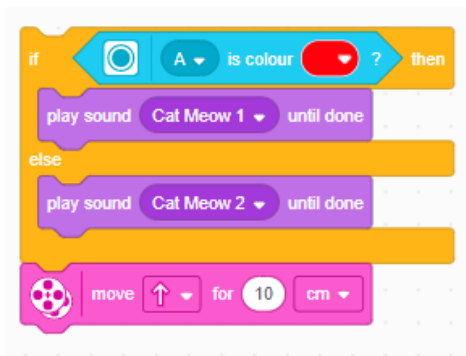 if A is colour ? then
play sound Cat Meow 1 until done
else
play sound Cat Meow 2 until done
move for 10 cm